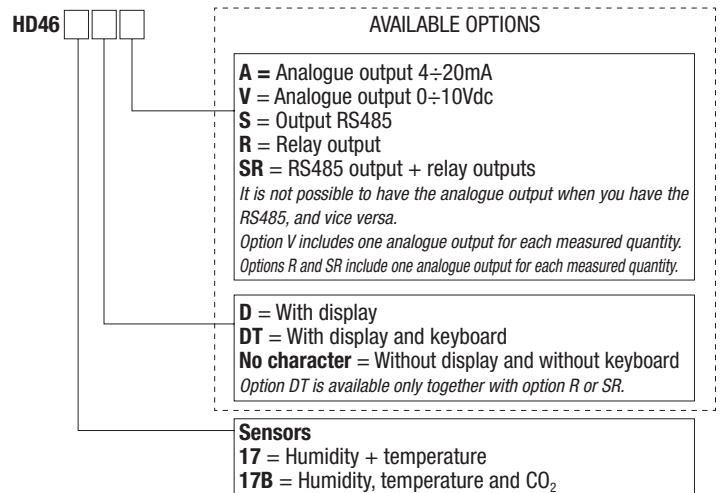 HD46
AVAILABLE OPTIONS
A = Analogue output 4÷20mA
V = Analogue output 0÷10Vdc
S = Output RS485
R = Relay output
SR = RS485 output + relay outputs
It is not possible to have the analogue output when you have the
RS485, and vice versa.
Option V includes one analogue output for each measured quantity.
Options R and SR include one analogue output for each measured quantity.
D = With display
DT = With display and keyboard
No character = Without display and without keyboard
Option DT is available only together with option R or SR.
Sensors
17 = Humidity + temperature
17B = Humidity, temperature and CO₂